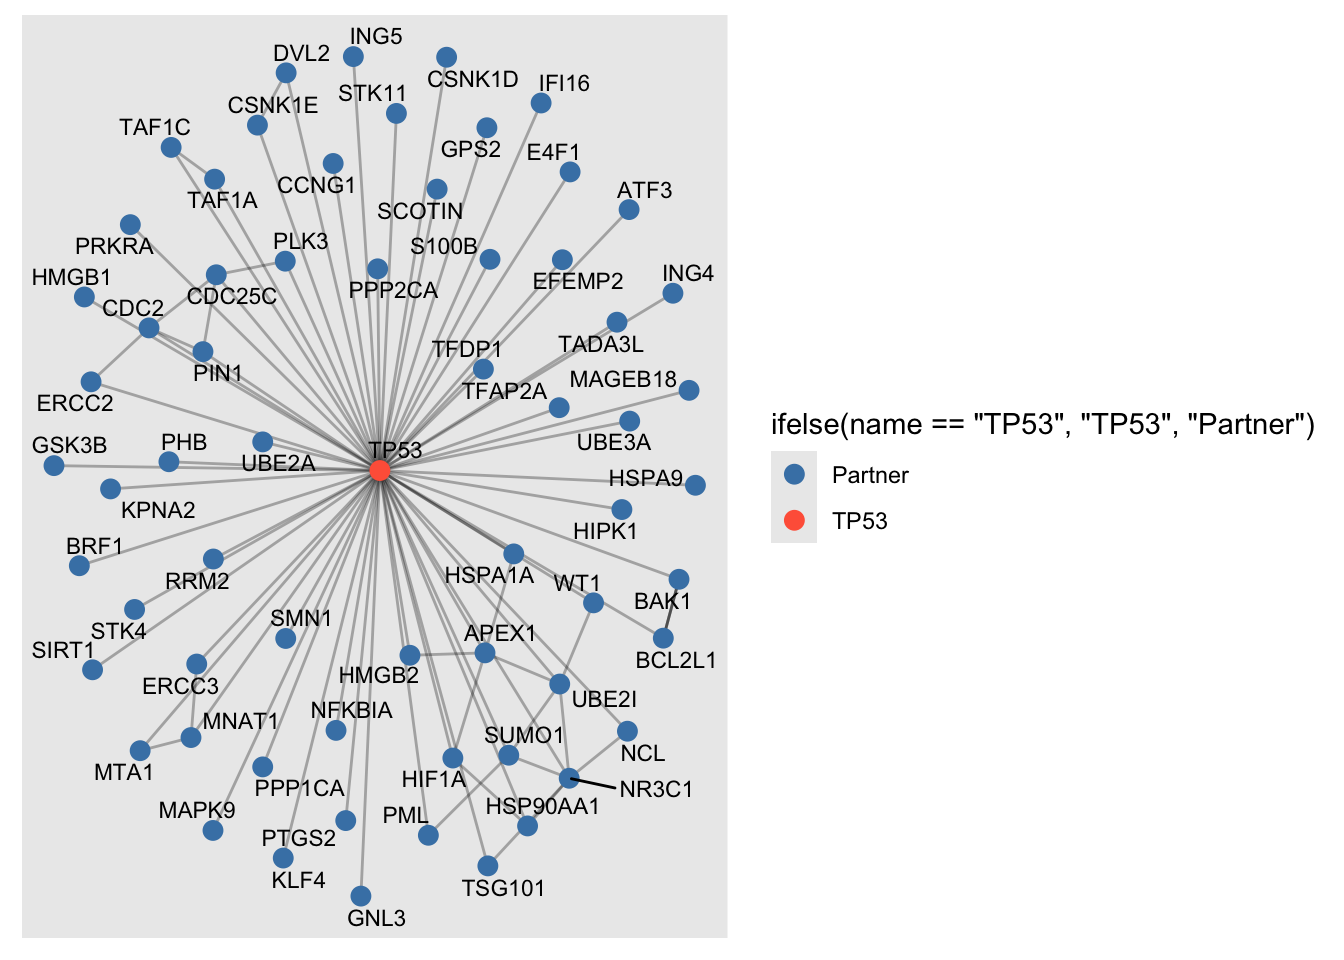 ING5
DVL2
CSNK1D
IFI16
STK11
CSNK1E
TAF1C
GPS2
E4F1
CCNG1
ATF3
TAF1A
SCOTIN
PRKRA
PLK3
S100B
HMGB1
ING4
EFEMP2
PPP2CA
CDC25C
CDC2
TFDP1
TADA3L
PIN1
MAGEB18
TFAP2A
ERCC2
GSK3B
PHB
UBE3A
TP53
UBE2A
HSPA9
KPNA2
HIPK1
BRF1
HSPA1A
RRM2
WT1
BAK1
SMN1
STK4
APEX1
SIRT1
BCL2L1
HMGB2
ERCC3
UBE2I
NFKBIA
MNAT1
SUMO1
NCL
MTA1
HIF1A
PPP1CA
NR3C1
MAPK9
HSP90AA1
PML
PTGS2
KLF4
TSG101
GNL3
ifelse(name == "TP53", "TP53", "Partner")
Partner
TP53